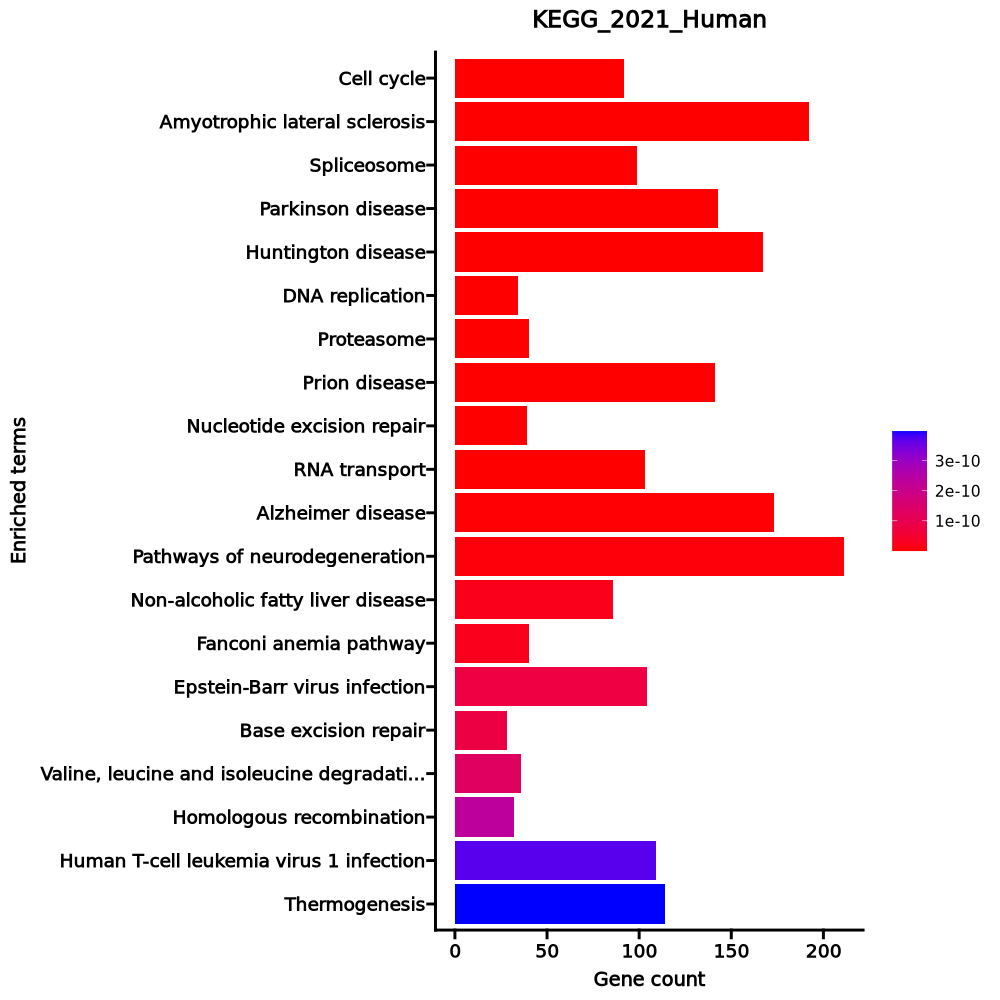 KEGG_2021_Human
Cell cycle
Amyotrophic lateral sclerosis
Spliceosome
Parkinson disease
Huntington disease
DNA replication
Proteasome
Prion disease
Nucleotide excision repair
RNA transport
Alzheimer disease
Pathways of neurodegeneration
Non-alcoholic fatty liver disease
Fanconi anemia pathway
Epstein-Barr virus infection
Base excision repair
Valine, leucine and isoleucine degradati...
Homologous recombination
Human T-cell leukemia virus 1 infection
Thermogenesis
Enriched terms
0 50 100 150 200
Gene count
3e-10
2e-10
1e-10